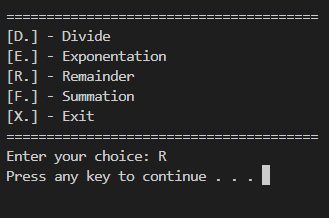 =======================================
[D.] - Divide
[E.] - Exponentation
[R.] - Remainder
[F.] - Summation
[X.] - Exit
=======================================
Enter your choice: R
Press any key to continue . . .